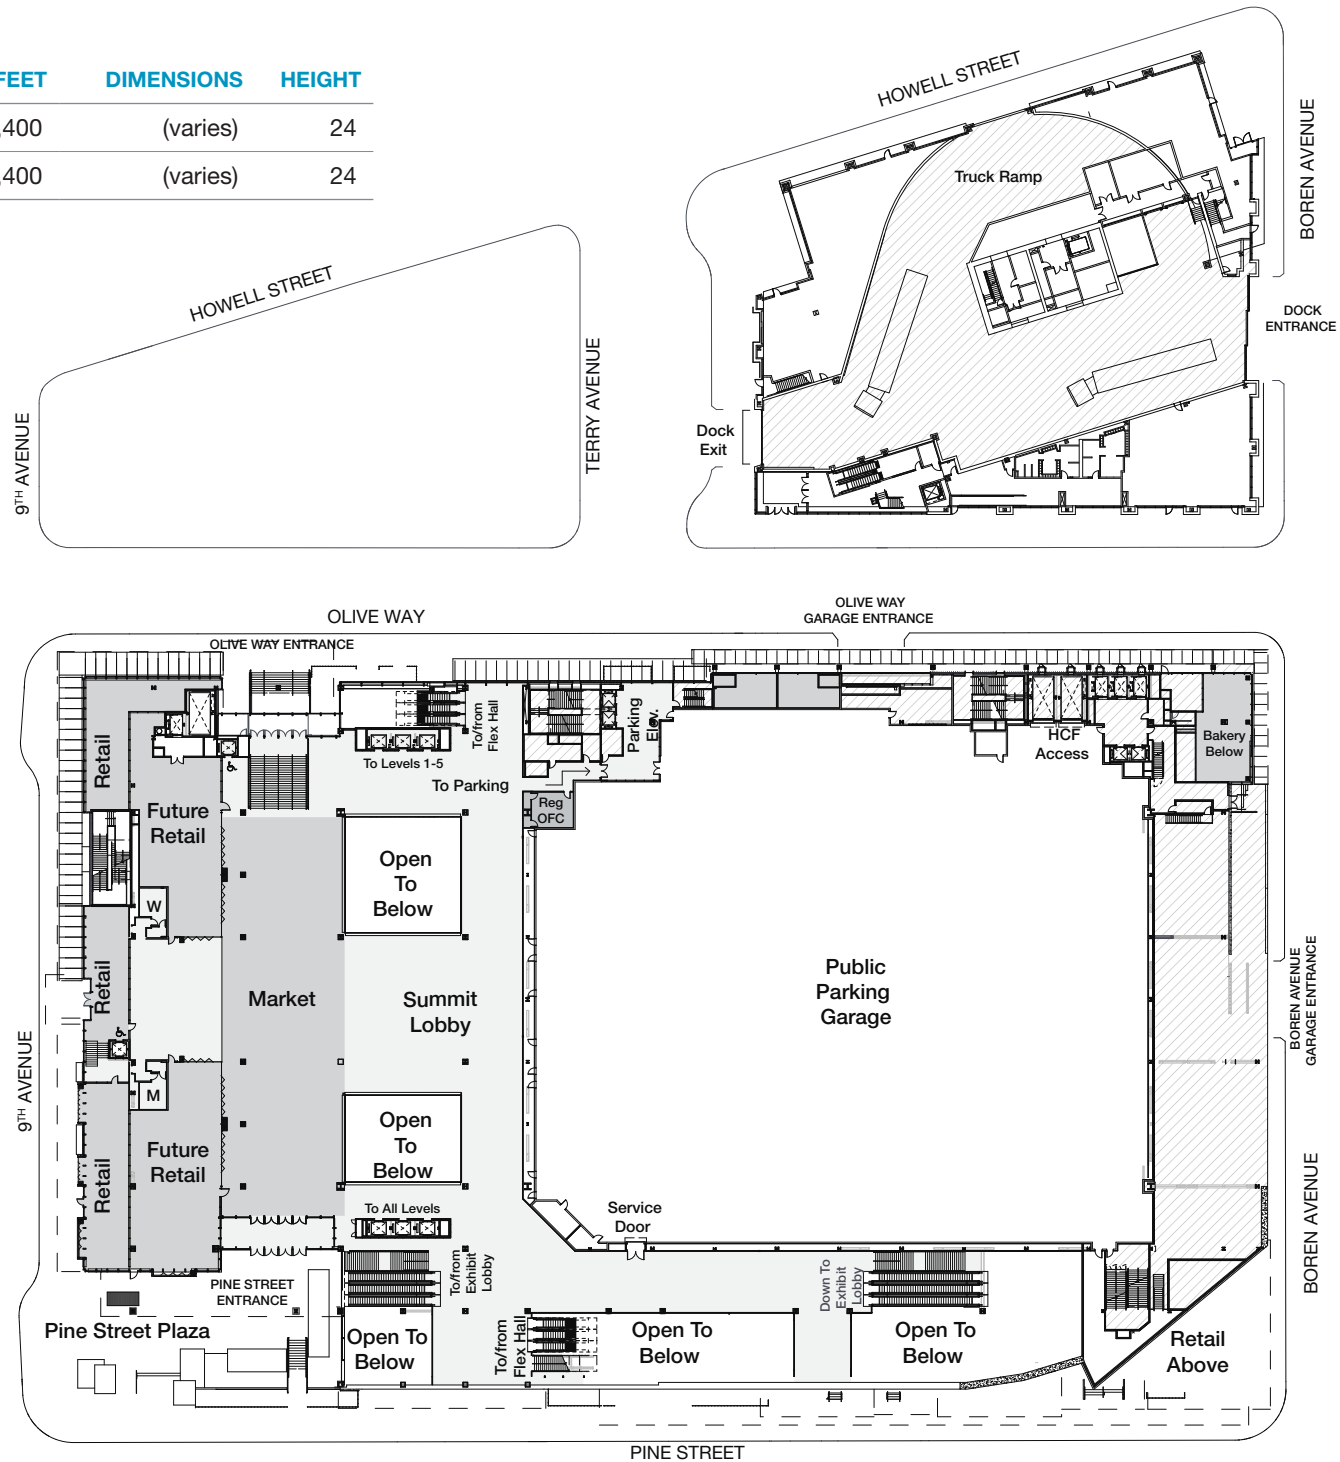 FEET DIMENSIONS HEIGHT
,400 (varies) 24
,400 (varies) 24
HOWELL STREET
BOREN AVENUE
Truck Ramp
DOCK
ENTRANCE
Dock
Exit
HOWELL STREET
9TH AVENUE
TERRY AVENUE
OLIVE WAY
OLIVE WAY
GARAGE ENTRANCE
OLIVE WAY ENTRANCE
Retail
Future
Retail
To/from
Flex Hall
To Levels 1-5
To Parking
Parking
Elev.
Reg
OFC
HCF
Access
Bakery
Below
Open
To
Below
W
Retail
Market
Summit
Lobby
Public
Parking
Garage
BOREN AVENUE
GARAGE ENTRANCE
9TH AVENUE
M
Open
To
Below
Retail
Future
Retail
To All Levels
Service
Door
BOREN AVENUE
PINE STREET
ENTRANCE
To/from
Exhibit
Lobby
Down To
Exhibit
Lobby
Pine Street Plaza
Open To
Below
To/from
Flex Hall
Open To
Below
Open To
Below
Retail
Above
PINE STREET